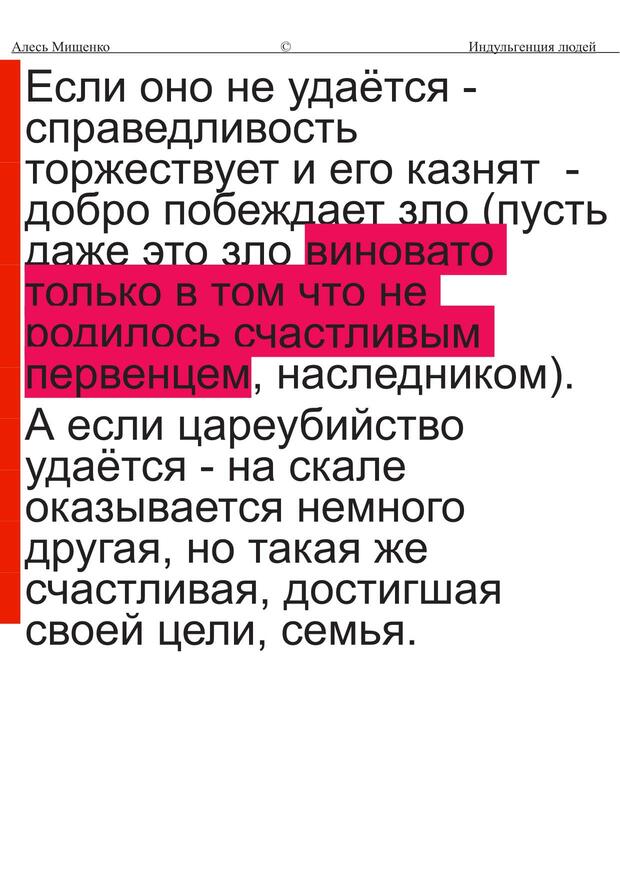 Алесь Мищенко © Индульгенция людей
Если оно не удаётся -
справедливость
торжествует и его казнят -
добро побеждает зло (пусть
даже это зло виновато
только в том что не
родилось счастливым
первенцем, наследником).
А если цареубийство
удаётся - на скале
оказывается немного
другая, но такая же
счастливая, достигшая
своей цели, семья.